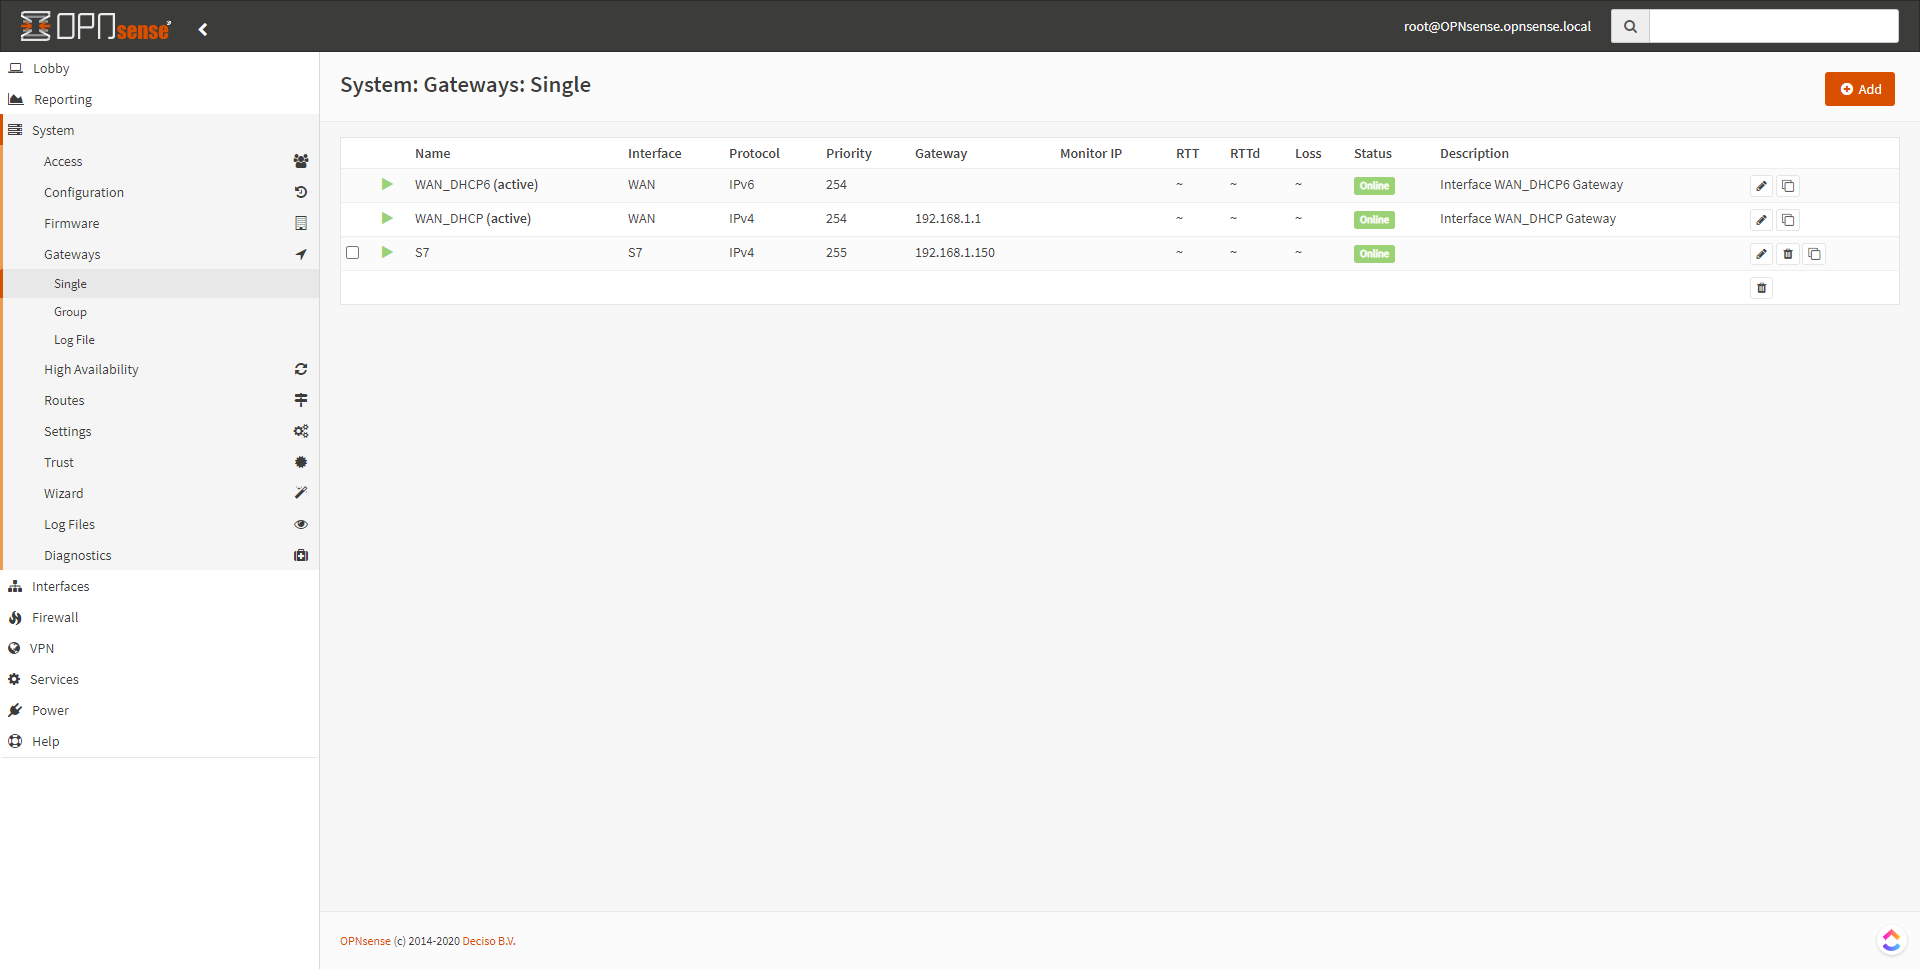 OPNsense
root@OPNsense.opnsense.local
Lobby
Reporting
System
Access
Configuration
Firmware
Gateways
Single
Group
Log File
High Availability
Routes
Settings
Trust
Wizard
Log Files
Diagnostics
Interfaces
Firewall
VPN
Services
Power
Help
System: Gateways: Single
Add
Name Interface Protocol Priority Gateway Monitor IP RTT RTTd Loss Status Description
WAN_DHCP6 (active) WAN IPv6 254 ~ ~ ~ Online Interface WAN_DHCP6 Gateway
WAN_DHCP (active) WAN IPv4 254 192.168.1.1 ~ ~ ~ Online Interface WAN_DHCP Gateway
S7 S7 IPv4 255 192.168.1.150 ~ ~ ~ Online
OPNsense (c) 2014-2020 Deciso B.V.